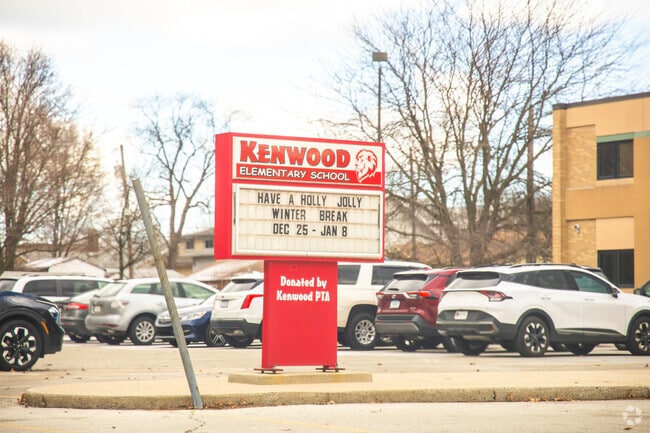 KENWOOD
ELEMENTARY SCHOOL
HAVE A HOLLY JOLLY
WINTER BREAK
DEC 25 - JAN 8
Donated by
Kenwood PTA